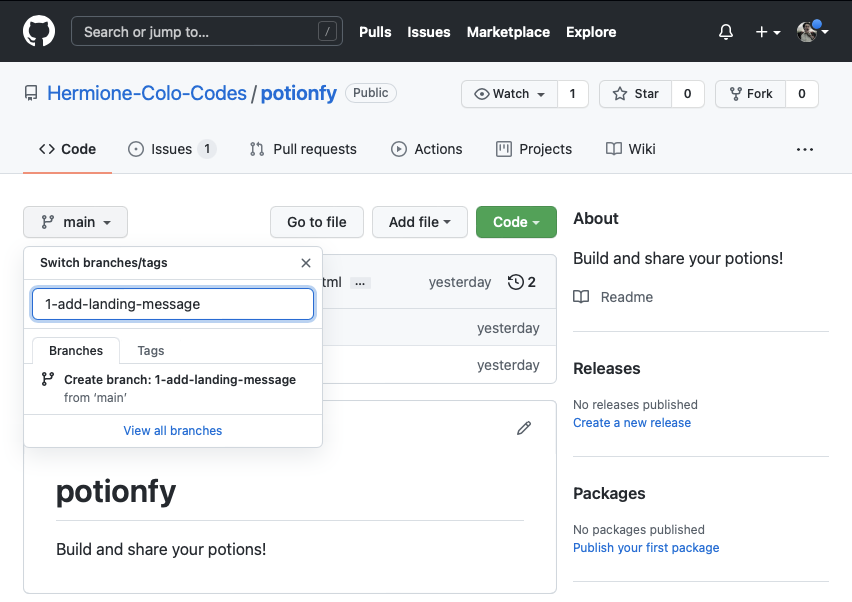 Search or jump to... /
Pulls Issues Marketplace Explore
Hermione-Colo-Codes / potionfy Public
Watch 1 Star 0 Fork 0
Code Issues 1 Pull requests Actions Projects Wiki ...
main Go to file Add file Code
Switch branches/tags
1-add-landing-message
Branches Tags
Create branch: 1-add-landing-message
from ‘main’
View all branches
tml ... yesterday 2
yesterday
yesterday
potionfy
Build and share your potions!
About
Build and share your potions!
Readme
Releases
No releases published
Create a new release
Packages
No packages published
Publish your first package